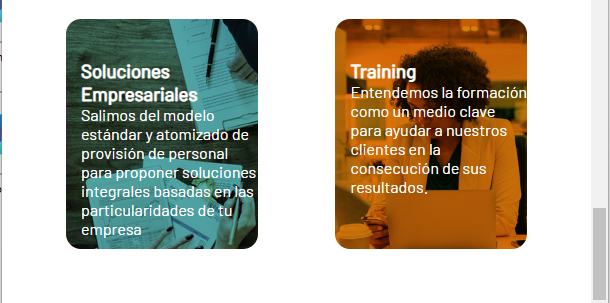 Soluciones
Empresariales
Salimos del modelo
estándar y atomizado de
provisión de personal
para proponer soluciones
integrales basadas en las
particularidades de tu
empresa
Training
Entendemos la formación
como un medio clave
para ayudar a nuestros
clientes en la
consecución de sus
resultados.